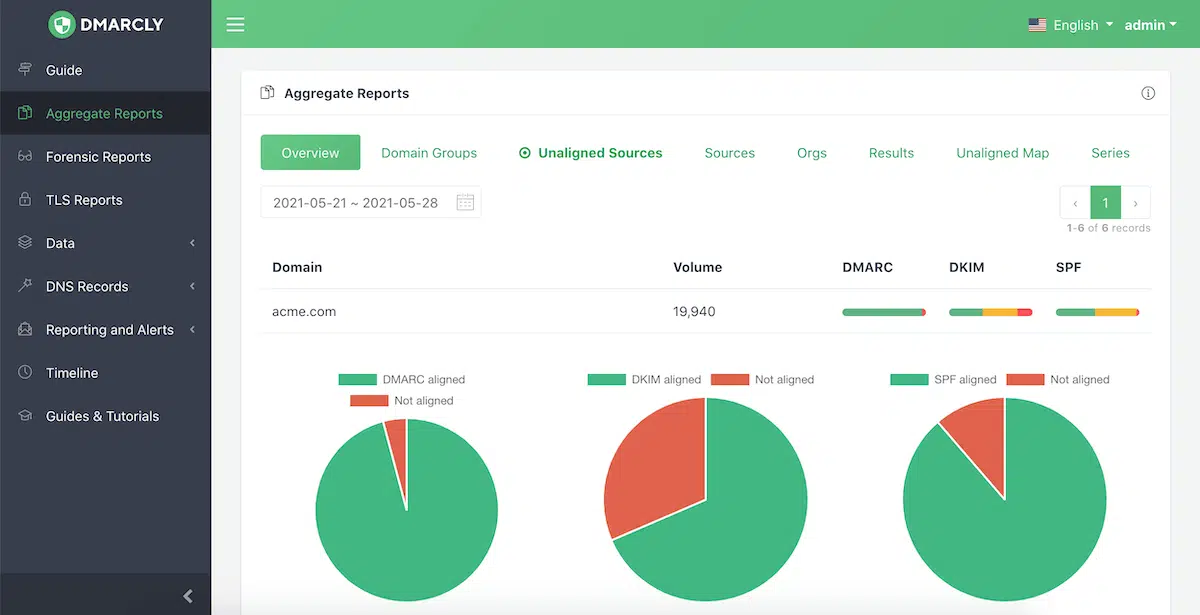 DMARCLY
English
admin
Guide
Aggregate Reports
Forensic Reports
TLS Reports
Data
DNS Records
Reporting and Alerts
Timeline
Guides & Tutorials
Aggregate Reports
Overview Domain Groups Unaligned Sources Sources Orgs Results Unaligned Map Series
2021-05-21 ~ 2021-05-28
‹ 1 ›
1-6 of 6 records
Domain Volume DMARC DKIM SPF
acme.com 19,940
DMARC aligned
Not aligned
DKIM aligned Not aligned
SPF aligned Not aligned